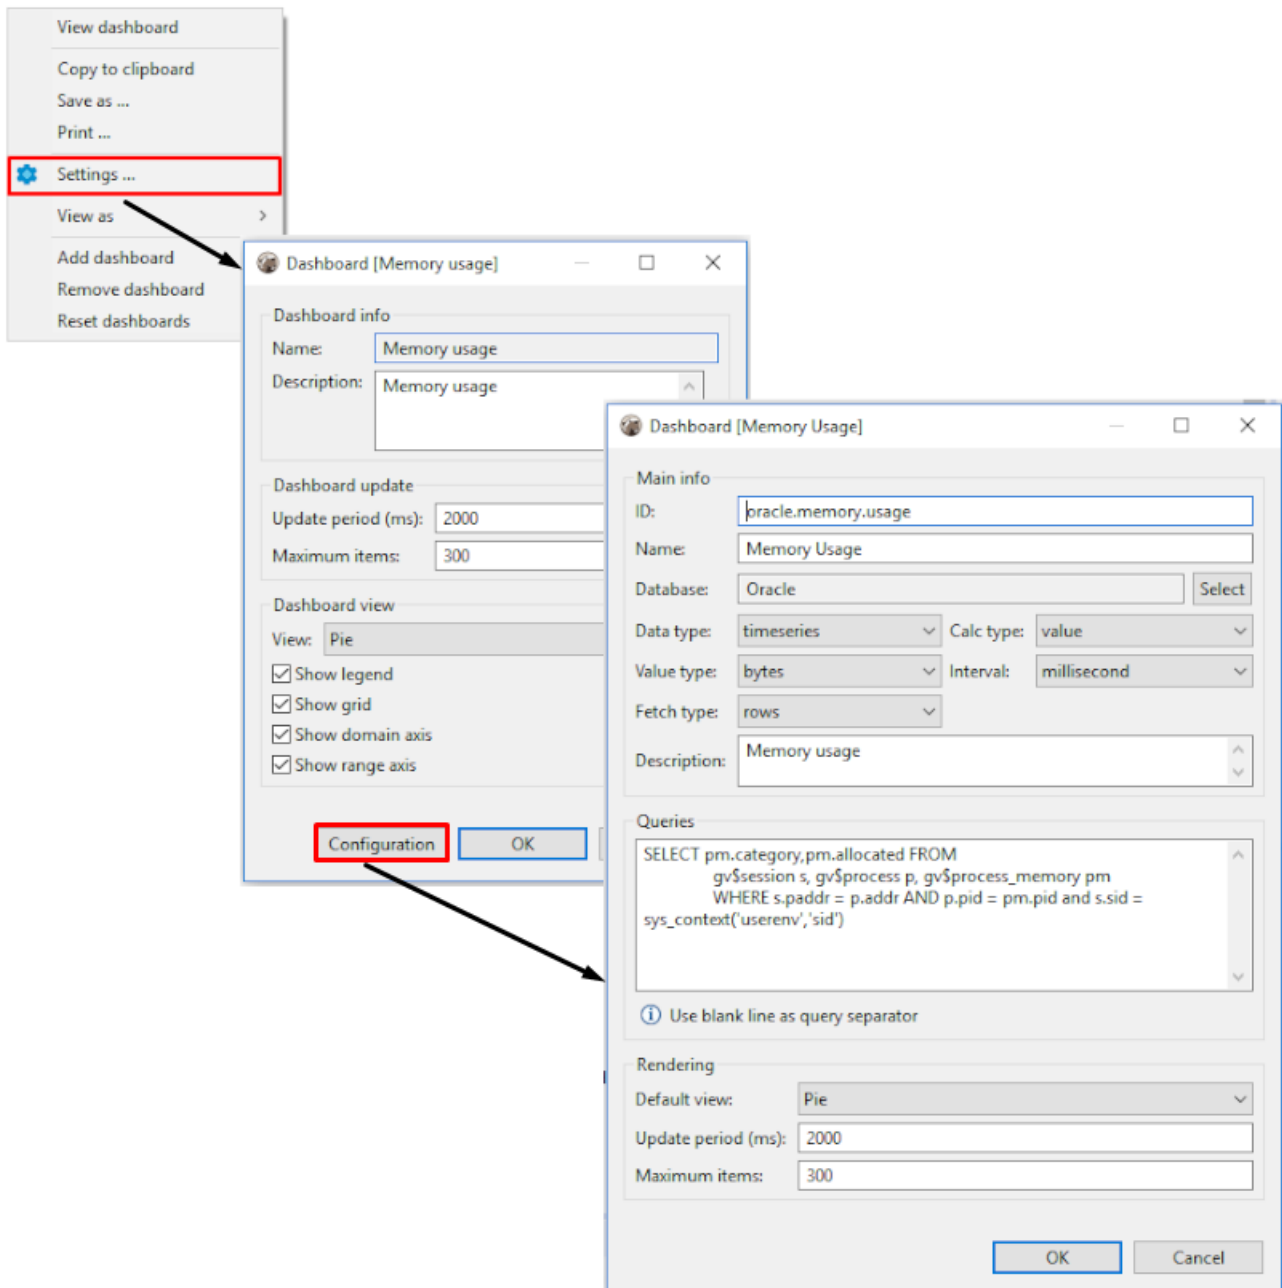 View dashboard
Copy to clipboard
Save as ...
Print ...
Settings ...
View as
Add dashboard
Remove dashboard
Reset dashboards
Dashboard [Memory usage]
Dashboard info
Name: Memory usage
Description: Memory usage
Dashboard update
Update period (ms): 2000
Maximum items: 300
Dashboard view
View: Pie
Show legend
Show grid
Show domain axis
Show range axis
Configuration OK
Dashboard [Memory Usage]
Main info
ID: oracle.memory.usage
Name: Memory Usage
Database: Oracle Select
Data type: timeseries Calc type: value
Value type: bytes Interval: millisecond
Fetch type: rows
Description: Memory usage
Queries
SELECT pm.category,pm.allocated FROM
gv$session s, gv$process p, gv$process_memory pm
WHERE s.paddr = p.addr AND p.pid = pm.pid and s.sid =
sys_context('userenv','sid')
Use blank line as query separator
Rendering
Default view: Pie
Update period (ms): 2000
Maximum items: 300
OK Cancel